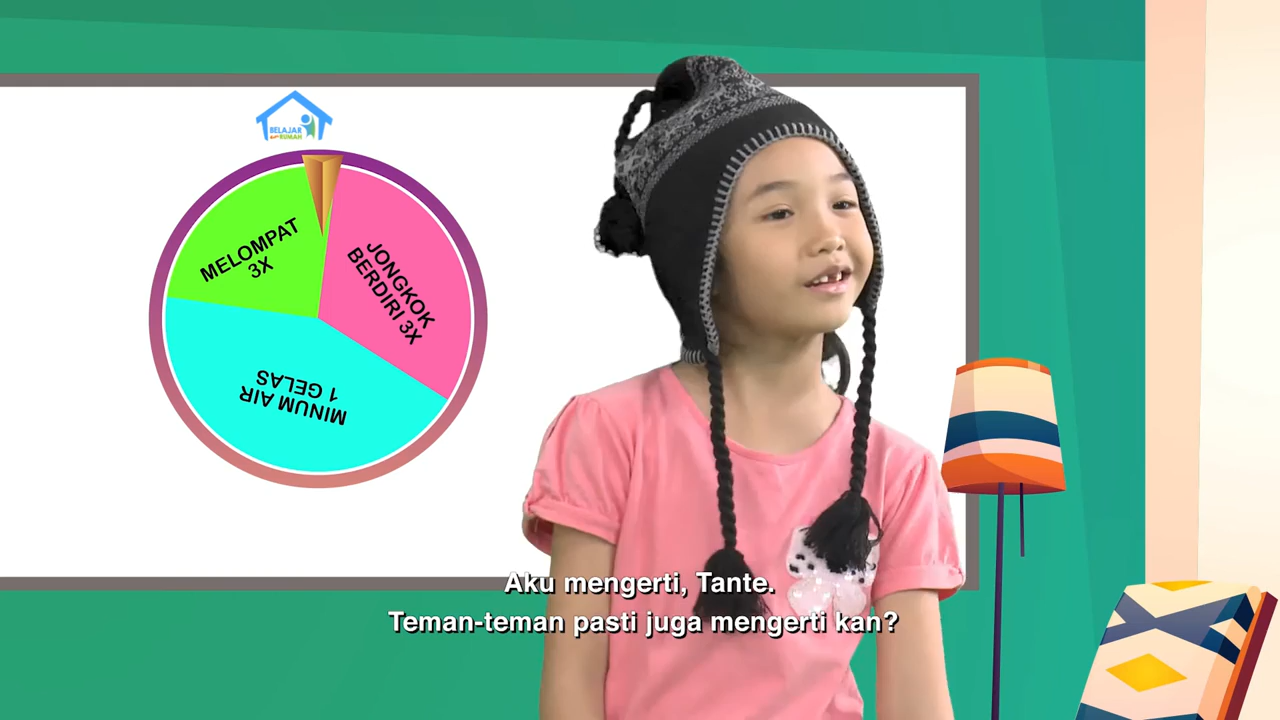 BELAJAR
RUMAH
MELOMPAT
3X
JONGKOK
BERDIRI 3X
MINUM AIR
1 GELAS
Aku mengerti, Tante.
Teman-teman pasti juga mengerti kan?